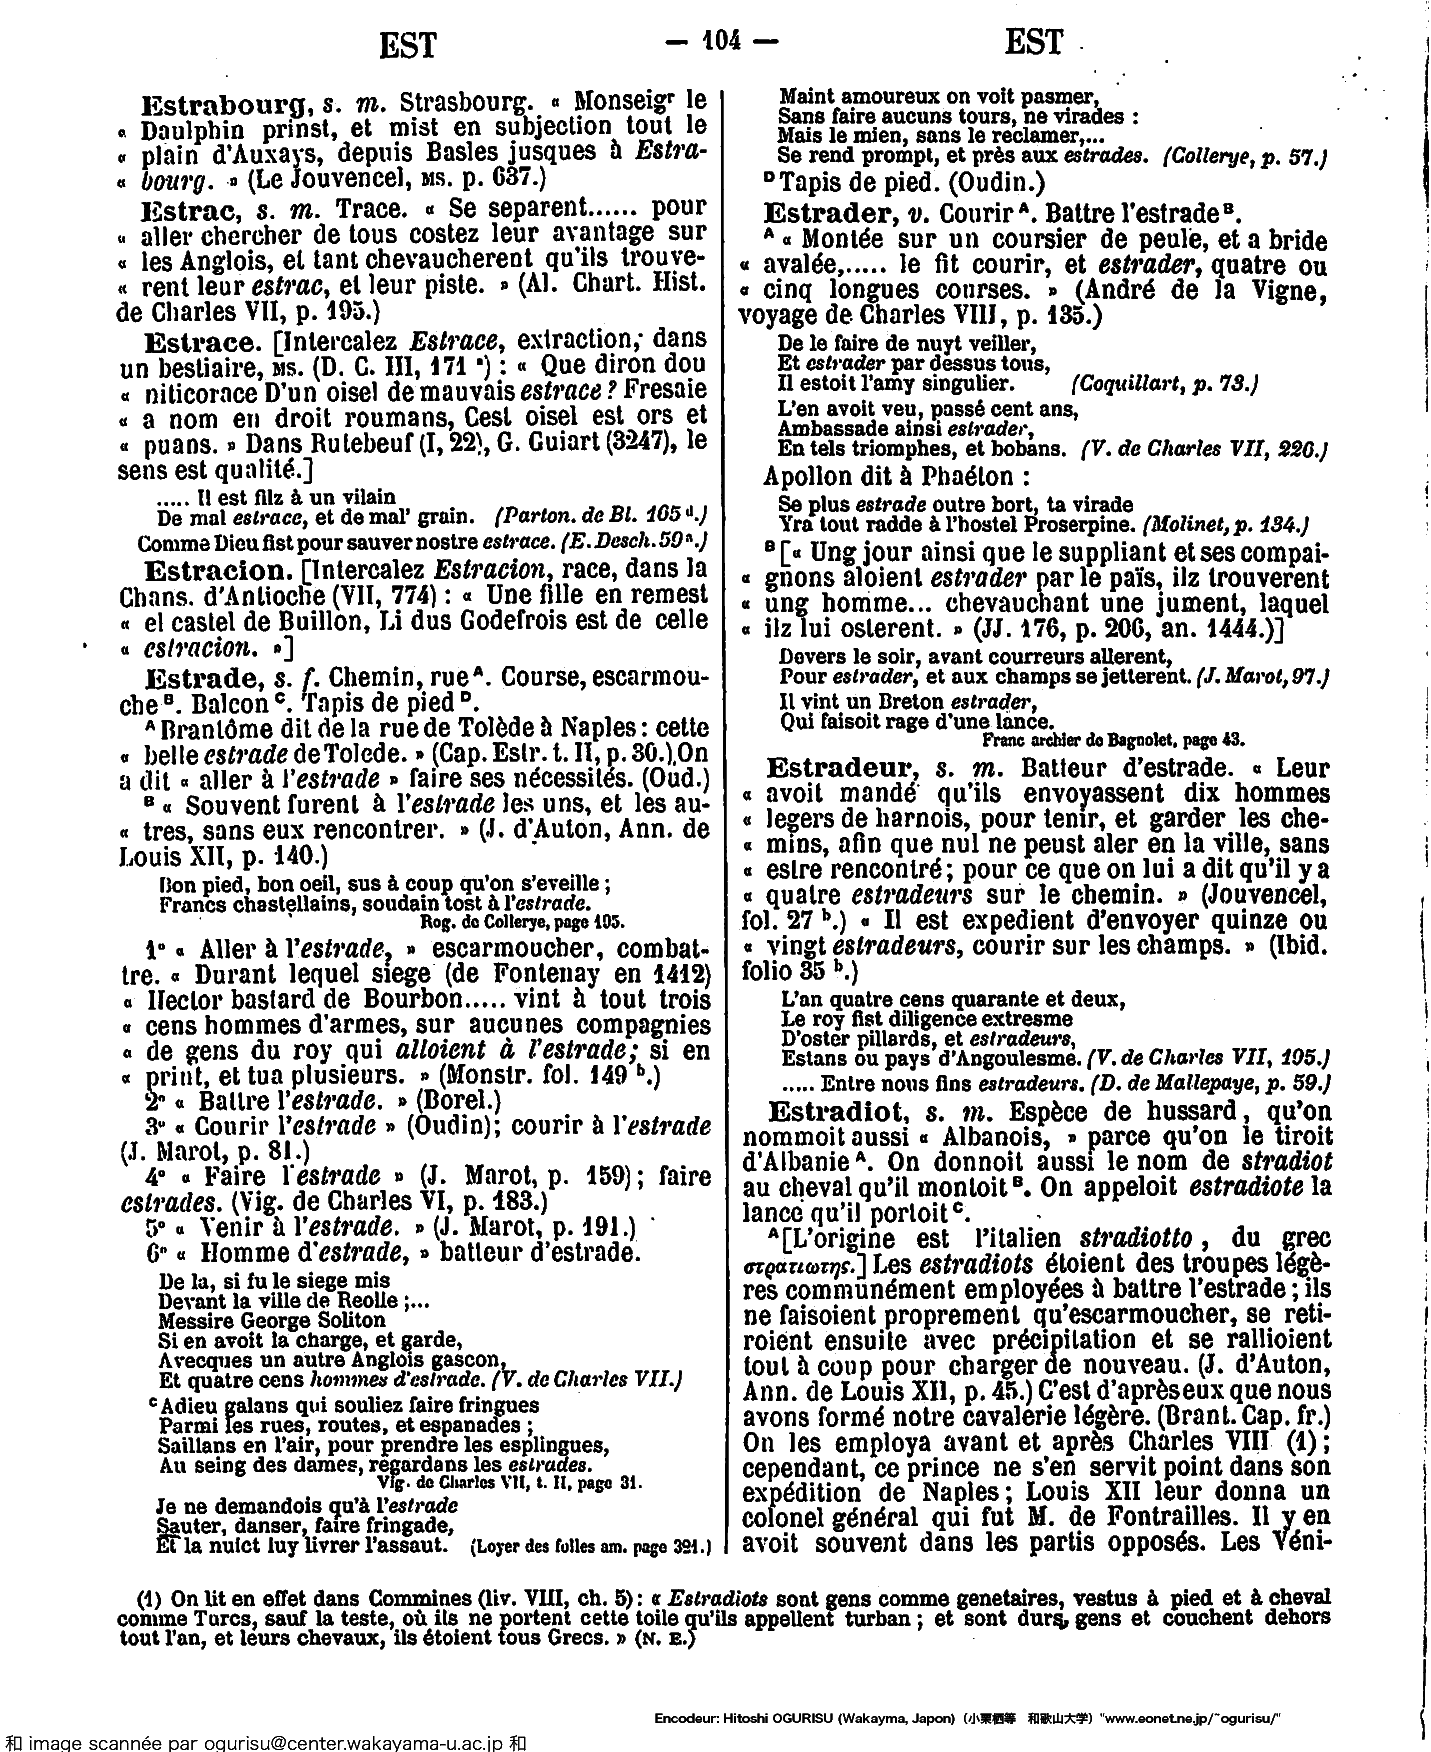 EST — 104 — EST
Estrabourg, s. m. Strasbourg. « Monseigr le
« Daulphin prinst, et mist en subjection tout le
« plain d'Auxays, depuis Basles jusques à Estra-
« bourg. » (Le Jouvencel, MS. p. 637.)
Estrac, s. m. Trace. « Se separent...... pour
« aller chercher de tous costez leur avantage sur
« les Anglois, et tant chevaucherent qu'ils trouve-
« rent leur estrac, et leur piste. » (Al. Chart. Hist.
de Charles VII, p. 195.)
Estrace. [Intercalez Estrace, extraction, dans
un bestiaire, MS. (D. C. III, 171 ª) : « Que diron dou
« niticorace D'un oisel de mauvais estrace ? Fresaie
« a nom en droit roumans, Cest oisel est ors et
« puans. » Dans Rutebeuf (I, 22), G. Guiart (3247), le
sens est qualité.]
..... Il est filz à un vilain
De mal estrace, et de mal' grain. (Parton. de Bl. 165 d.)
Comme Dieu fist pour sauver nostre estrace. (E. Desch. 59 a.)
Estracion. [Intercalez Estracion, race, dans la
Chans. d'Antioche (VII, 774) : « Une fille en remest
« el castel de Buillon, Li dus Godefrois est de celle
« estracion. »]
Estrade, s. f. Chemin, rue A. Course, escarmou-
che B. Balcon C. Tapis de pied D.
A Brantôme dit de la rue de Tolède à Naples : cette
« belle estrade de Tolede. » (Cap. Estr. t. II, p. 30.) On
a dit « aller à l'estrade » faire ses nécessités. (Oud.)
B « Souvent furent à l'estrade les uns, et les au-
« tres, sans eux rencontrer. » (J. d'Auton, Ann. de
Louis XII, p. 140.)
Bon pied, bon oeil, sus à coup qu'on s'eveille ;
Francs chastellains, soudain tost à l'estrade.
Rog. de Collerye, page 195.
1° « Aller à l'estrade, » escarmoucher, combat-
tre. « Durant lequel siege (de Fontenay en 1412)
« Hector bastard de Bourbon..... vint à tout trois
« cens hommes d'armes, sur aucunes compagnies
« de gens du roy qui alloient à l'estrade; si en
« print, et tua plusieurs. » (Monstr. fol. 149 b.)
2° « Battre l'estrade. » (Borel.)
3° « Courir l'estrade » (Oudin); courir à l'estrade
(J. Marot, p. 81.)
4° « Faire l'estrade » (J. Marot, p. 159); faire
estrades. (Vig. de Charles VI, p. 183.)
5° « Venir à l'estrade. » (J. Marot, p. 191.)
6° « Homme d'estrade, » batteur d'estrade.
De la, si fu le siege mis
Devant la ville de Reolle ;...
Messire George Soliton
Si en avoit la charge, et garde,
Avecques un autre Anglois gascon,
Et quatre cens hommes d'estrade. (V. de Charles VII.)
C Adieu galans qui souliez faire fringues
Parmi les rues, routes, et espanades ;
Saillans en l'air, pour prendre les esplingues,
Au seing des dames, regardans les estrades.
Vig. de Charles VII, t. II, page 31.
Je ne demandois qu'à l'estrade
Sauter, danser, faire fringade,
Et la nuict luy livrer l'assaut. (Loyer des folles am. page 321.)
Maint amoureux on voit pasmer,
Sans faire aucuns tours, ne virades :
Mais le mien, sans le reclamer,...
Se rend prompt, et près aux estrades. (Collerye, p. 57.)
D Tapis de pied. (Oudin.)
Estrader, v. Courir A. Battre l'estrade B.
A « Montée sur un coursier de peule, et a bride
« avalée,..... le fit courir, et estrader, quatre ou
« cinq longues courses. » (André de la Vigne,
voyage de Charles VIII, p. 135.)
De le faire de nuyt veiller,
Et estrader par dessus tous,
Il estoit l'amy singulier. (Coquillart, p. 73.)
L'en avoit veu, passé cent ans,
Ambassade ainsi estrader,
En tels triomphes, et bobans. (V. de Charles VII, 226.)
Apollon dit à Phaéton :
Se plus estrade outre bort, ta virade
Yra tout radde à l'hostel Proserpine. (Molinet, p. 134.)
B [« Ung jour ainsi que le suppliant et ses compai-
« gnons aloient estrader par le païs, ilz trouverent
« ung homme... chevauchant une jument, laquel
« ilz lui osterent. » (JJ. 176, p. 206, an. 1444.)]
Devers le soir, avant courreurs allerent,
Pour estrader, et aux champs se jetterent. (J. Marot, 97.)
Il vint un Breton estrader,
Qui faisoit rage d'une lance.
Franc archier de Bagnolet, page 43.
Estradeur, s. m. Batteur d'estrade. « Leur
« avoit mandé qu'ils envoyassent dix hommes
« legers de harnois, pour tenir, et garder les che-
« mins, afin que nul ne peust aler en la ville, sans
« estre rencontré; pour ce que on lui a dit qu'il y a
« quatre estradeurs sur le chemin. » (Jouvencel,
fol. 27 b.) « Il est expedient d'envoyer quinze ou
« vingt estradeurs, courir sur les champs. » (Ibid.
folio 35 b.)
L'an quatre cens quarante et deux,
Le roy fist diligence extresme
D'oster pillards, et estradeurs,
Estans ou pays d'Angoulesme. (V. de Charles VII, 195.)
..... Entre nous fins estradeurs. (D. de Mallepaye, p. 59.)
Estradiot, s. m. Espèce de hussard, qu'on
nommoit aussi « Albanois, » parce qu'on le tiroit
d'Albanie A. On donnoit aussi le nom de stradiot
au cheval qu'il montoit B. On appeloit estradiote la
lance qu'il portoit C.
A [L'origine est l'italien stradiotto, du grec
στρατιωτης.] Les estradiots étoient des troupes légè-
res communément employées à battre l'estrade ; ils
ne faisoient proprement qu'escarmoucher, se reti-
roient ensuite avec précipitation et se rallioient
tout à coup pour charger de nouveau. (J. d'Auton,
Ann. de Louis XII, p. 45.) C'est d'après eux que nous
avons formé notre cavalerie légère. (Brant. Cap. fr.)
On les employa avant et après Charles VIII (1) ;
cependant, ce prince ne s'en servit point dans son
expédition de Naples ; Louis XII leur donna un
colonel général qui fut M. de Fontrailles. Il y en
avoit souvent dans les partis opposés. Les Véni-
(1) On lit en effet dans Commines (liv. VIII, ch. 5) : « Estradiots sont gens comme genetaires, vestus à pied et à cheval
comme Turcs, sauf la teste, où ils ne portent cette toile qu'ils appellent turban ; et sont durs gens et couchent dehors
tout l'an, et leurs chevaux, ils étoient tous Grecs. » (N. E.)
Encodeur: Hitoshi OGURISU (Wakayma, Japon) (小栗栖等 和歌山大学) "www.eonet.ne.jp/~ogurisu/"
和 image scannée par ogurisu@center.wakayama-u.ac.jp 和